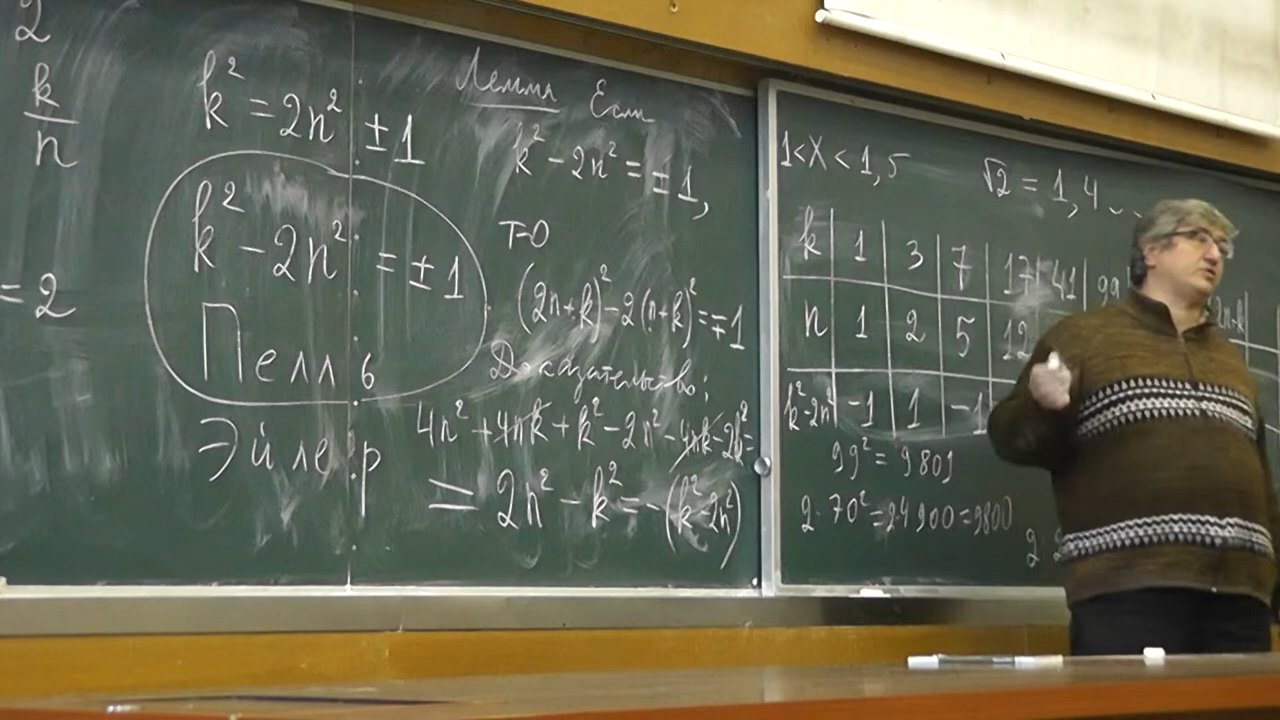 2
k/n
= 2
k² = 2n² ± 1
k² - 2n² = ± 1
Пелль
Эйлер
Лемма Если
k² - 2n² = ± 1,
то
(2n+k)² - 2(n+k)² = ∓1
Доказательство:
4n² + 4nk + k² - 2n² - 4nk - 2k² =
= 2n² - k² = -(k² - 2n²)
1 < X < 1,5
√2 = 1,4...
k | 1 | 3 | 7 | 17 | 41 | 99
2n+k
n | 1 | 2 | 5 | 12
k²-2n² | -1 | 1 | -1
99² = 9801
2·70² = 2·4900 = 9800
2